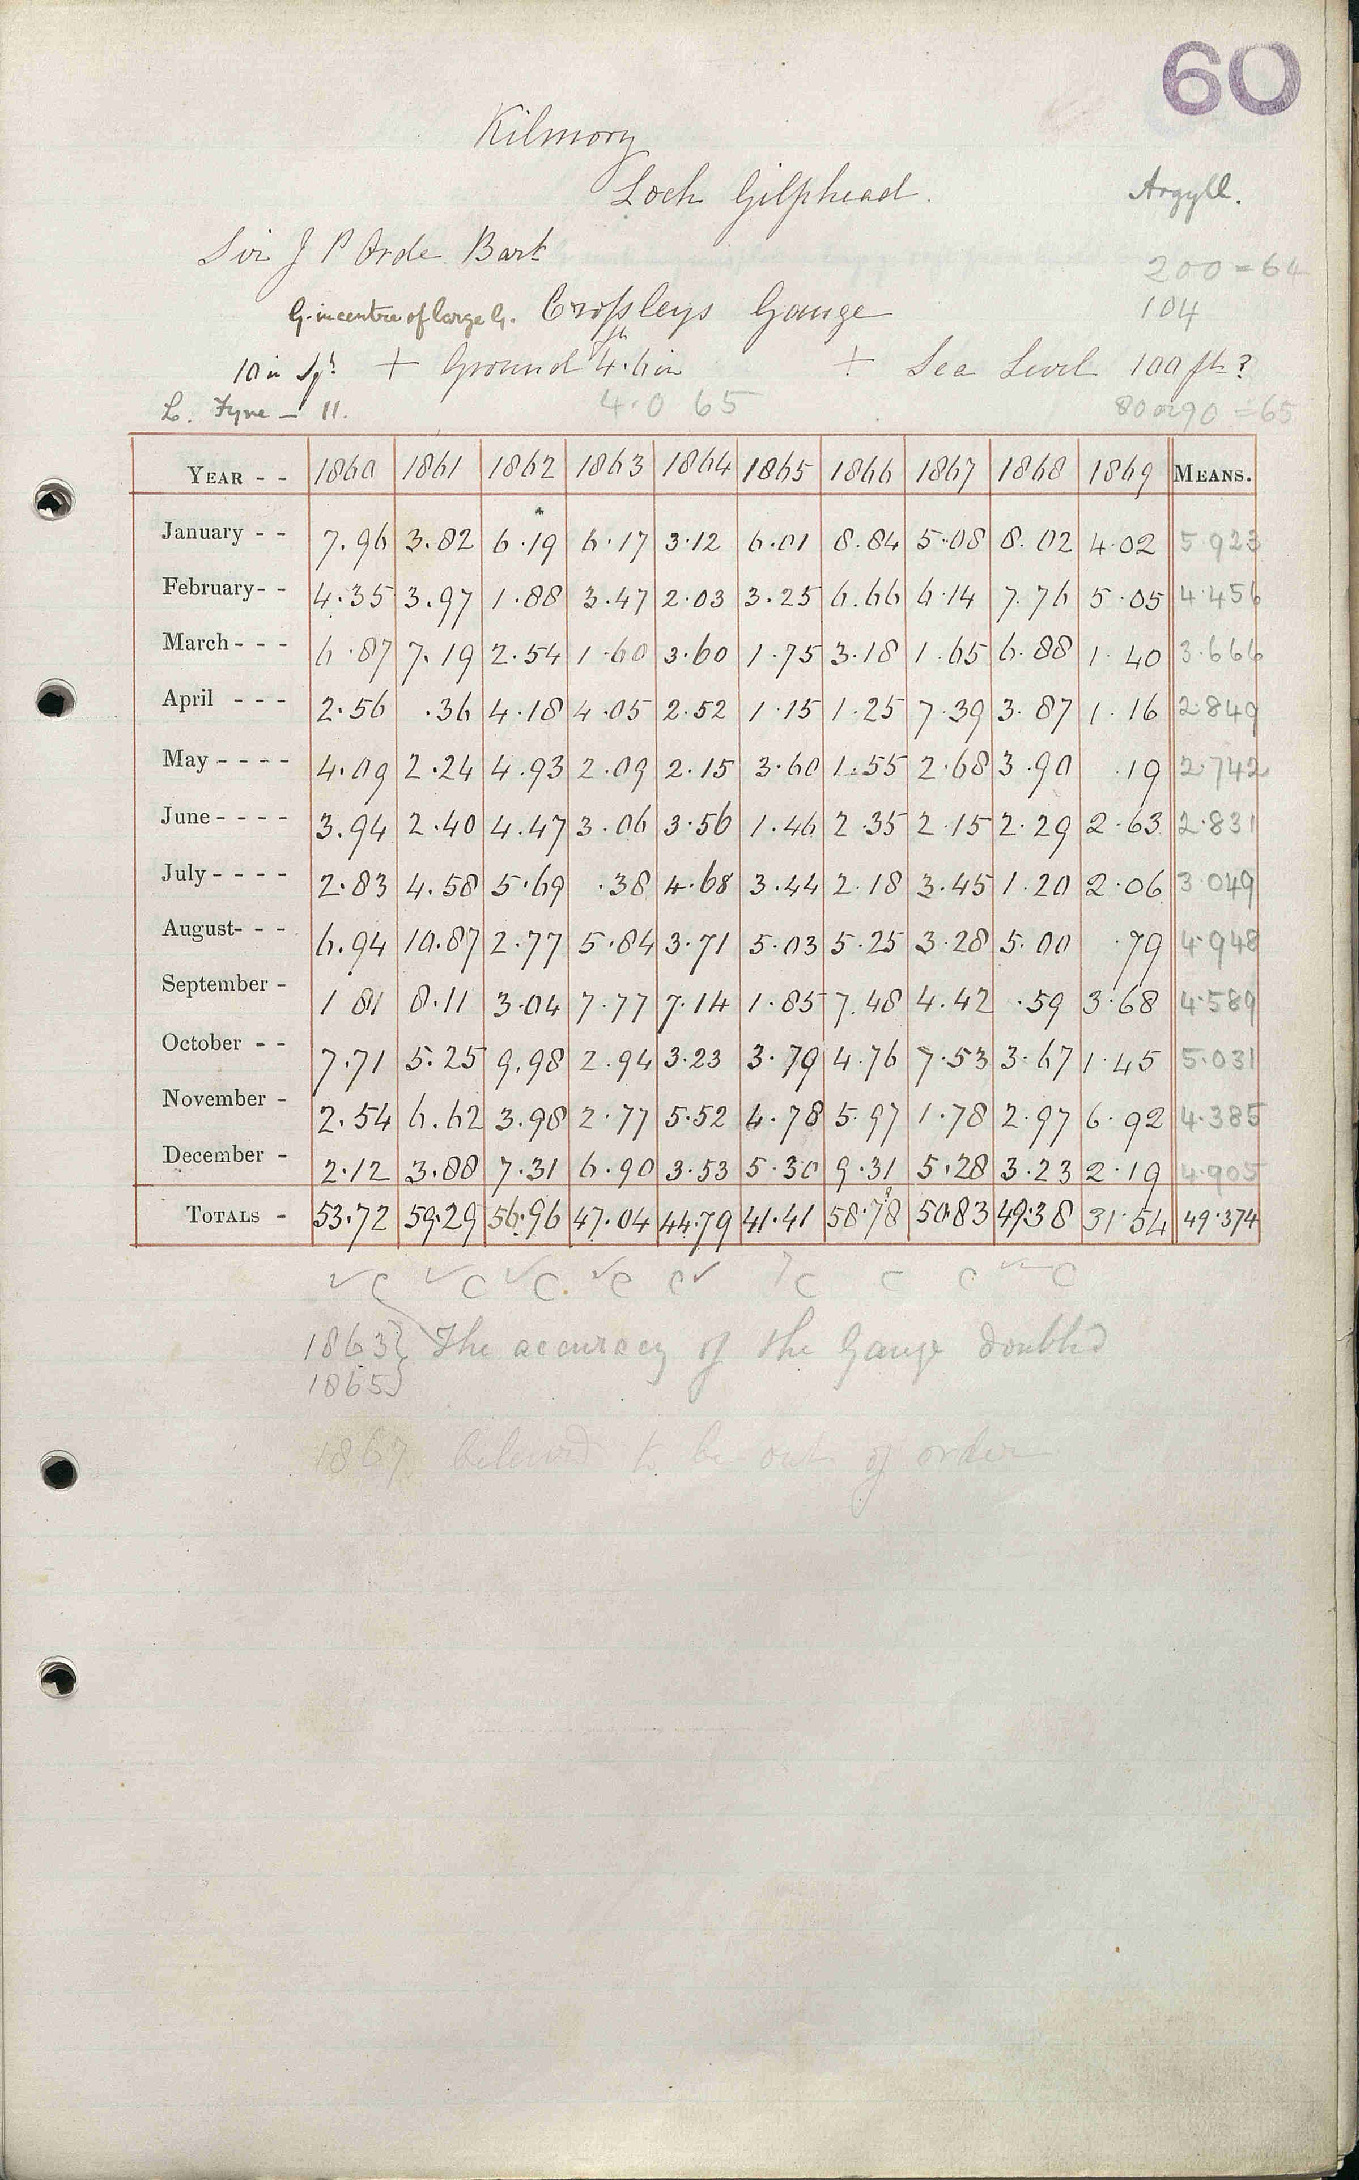 60
Kilmory
Loch Gilphead.
Argyll.
Sir J P Orde Bart
200 = 64
G. in centre of large G. Crossleys Gauge
104
10 in Sq. + Ground 4ft. 6in + Sea Level 100 ft?
L. Fyne - 11. 4.0 65 80 or 90 = 65
YEAR - - 1860 1861 1862 1863 1864 1865 1866 1867 1868 1869 MEANS.
January - - 7.96 3.82 6.19 6.17 3.12 6.01 8.84 5.08 8.02 4.02 5.923
February - - 4.35 3.97 1.88 3.47 2.03 3.25 6.66 6.14 7.76 5.05 4.456
March - - - 6.87 7.19 2.54 1.60 3.60 1.75 3.18 1.65 6.88 1.40 3.666
April - - - 2.56 .36 4.18 4.05 2.52 1.15 1.25 7.39 3.87 1.16 2.849
May - - - - 4.09 2.24 4.93 2.09 2.15 3.60 1.55 2.68 3.90 .19 2.742
June - - - - 3.94 2.40 4.47 3.06 3.56 1.46 2.35 2.15 2.29 2.63 2.831
July - - - - 2.83 4.58 5.69 .38 4.68 3.44 2.18 3.45 1.20 2.06 3.049
August - - - 6.94 10.87 2.77 5.84 3.71 5.03 5.25 3.28 5.00 .79 4.948
September - 1 81 8.11 3.04 7.77 7.14 1.85 7.48 4.42 .59 3.68 4.589
October - - 7.71 5.25 9.98 2.94 3.23 3.79 4.76 7.53 3.67 1.45 5.031
November - 2.54 6.62 3.98 2.77 5.52 4.78 5.97 1.78 2.97 6.92 4.385
December - 2.12 3.88 7.31 6.90 3.53 5.30 9.31 5.28 3.23 2.19 4.905
TOTALS - 53.72 59.29 56.96 47.04 44.79 41.41 58.78 50.83 49.38 31.54 49.374
✓ C ✓ C ✓ C ✓ C C ✓ C C C C
1863} The accuracy of the Gauge doubted
1865}
1867 believed to be out of order